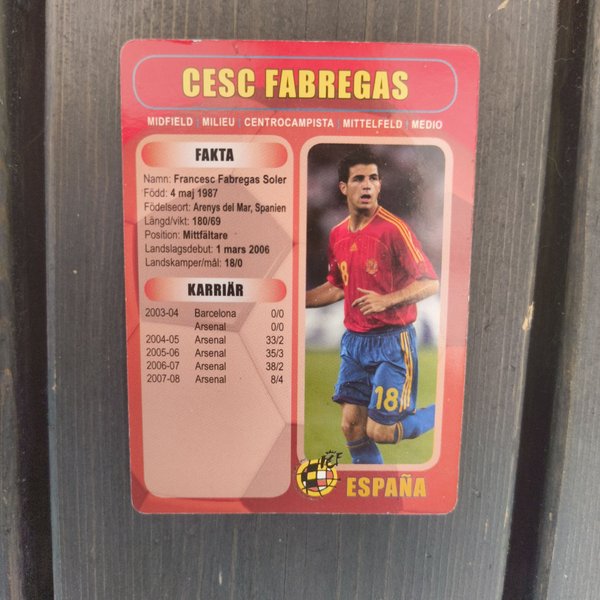 CESC FABREGAS
MIDFIELD | MILIEU | CENTROCAMPISTA | MITTELFELD | MEDIO
FAKTA
Namn: Francesc Fabregas Soler
Född: 4 maj 1987
Födelseort: Arenys del Mar, Spanien
Längd/vikt: 180/69
Position: Mittfältare
Landslagsdebut: 1 mars 2006
Landskamper/mål: 18/0
KARRIÄR
2003-04 Barcelona 0/0
Arsenal 0/0
2004-05 Arsenal 33/2
2005-06 Arsenal 35/3
2006-07 Arsenal 38/2
2007-08 Arsenal 8/4
18
18
ESPAÑA